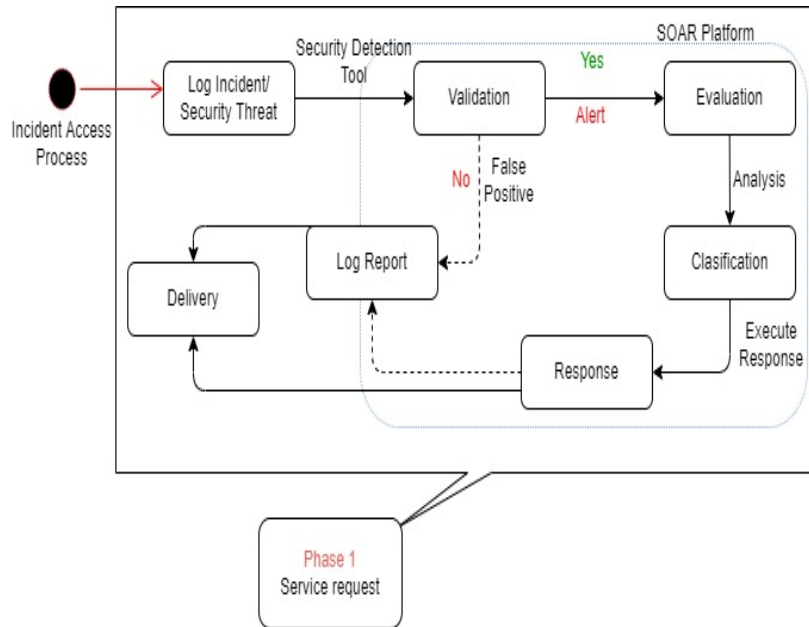 SOAR Platform
Security Detection
Tool
Yes
Log Incident/
Security Threat
Validation
Alert
Evaluation
Incident Access
Process
No
False
Positive
Analysis
Log Report
Clasification
Delivery
Execute
Response
Response
Phase 1
Service request